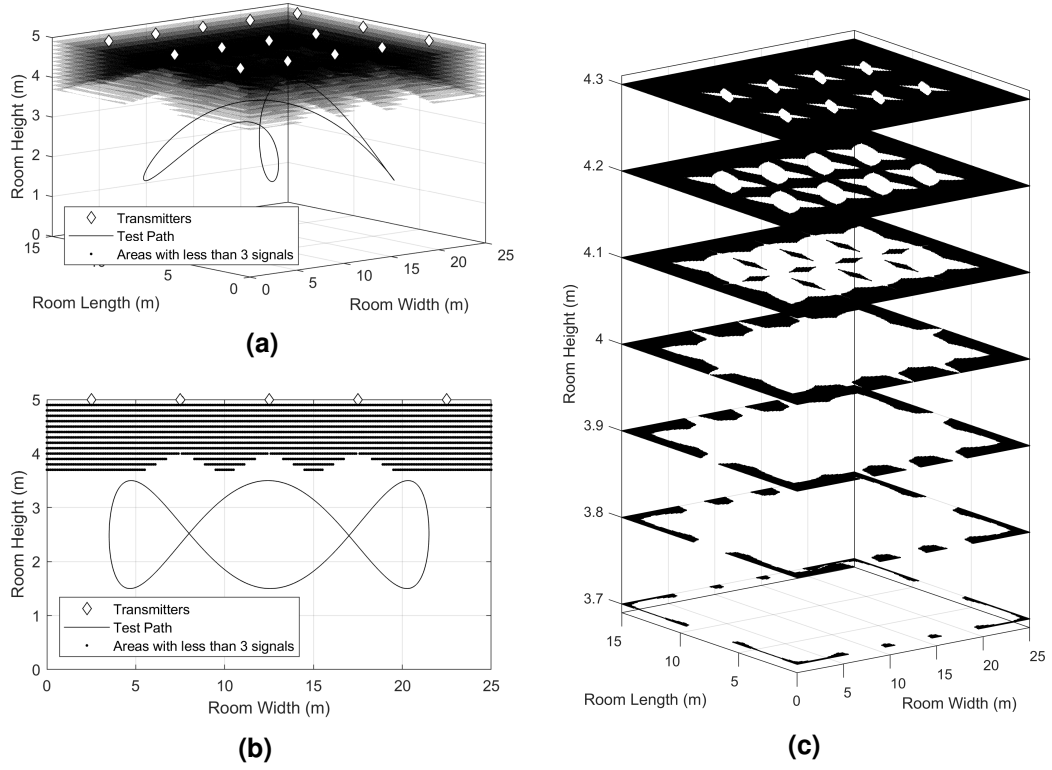 5
4
3
2
1
0
Room Height (m)
Transmitters
Test Path
Areas with less than 3 signals
15
10
5
0
Room Length (m)
0
5
10
15
20
25
Room Width (m)
(a)
5
4
3
2
1
0
Room Height (m)
Transmitters
Test Path
Areas with less than 3 signals
0
5
10
15
20
25
Room Width (m)
(b)
4.3
4.2
4.1
4
3.9
3.8
3.7
Room Height (m)
15
10
5
0
Room Length (m)
5
10
15
20
25
Room Width (m)
(c)